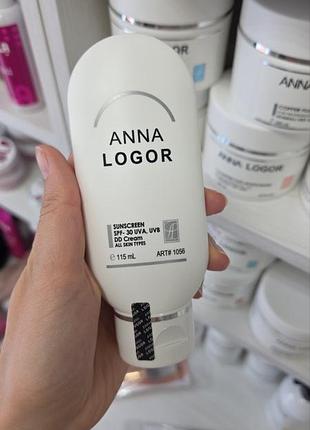 ANNA
LOGOR
SUNSCREEN
SPF- 30 UVA, UVB
DD Cream
ALL SKIN TYPES
e 115 mL
ART# 1056
ANNA
COPPER
ANNA LOGOR